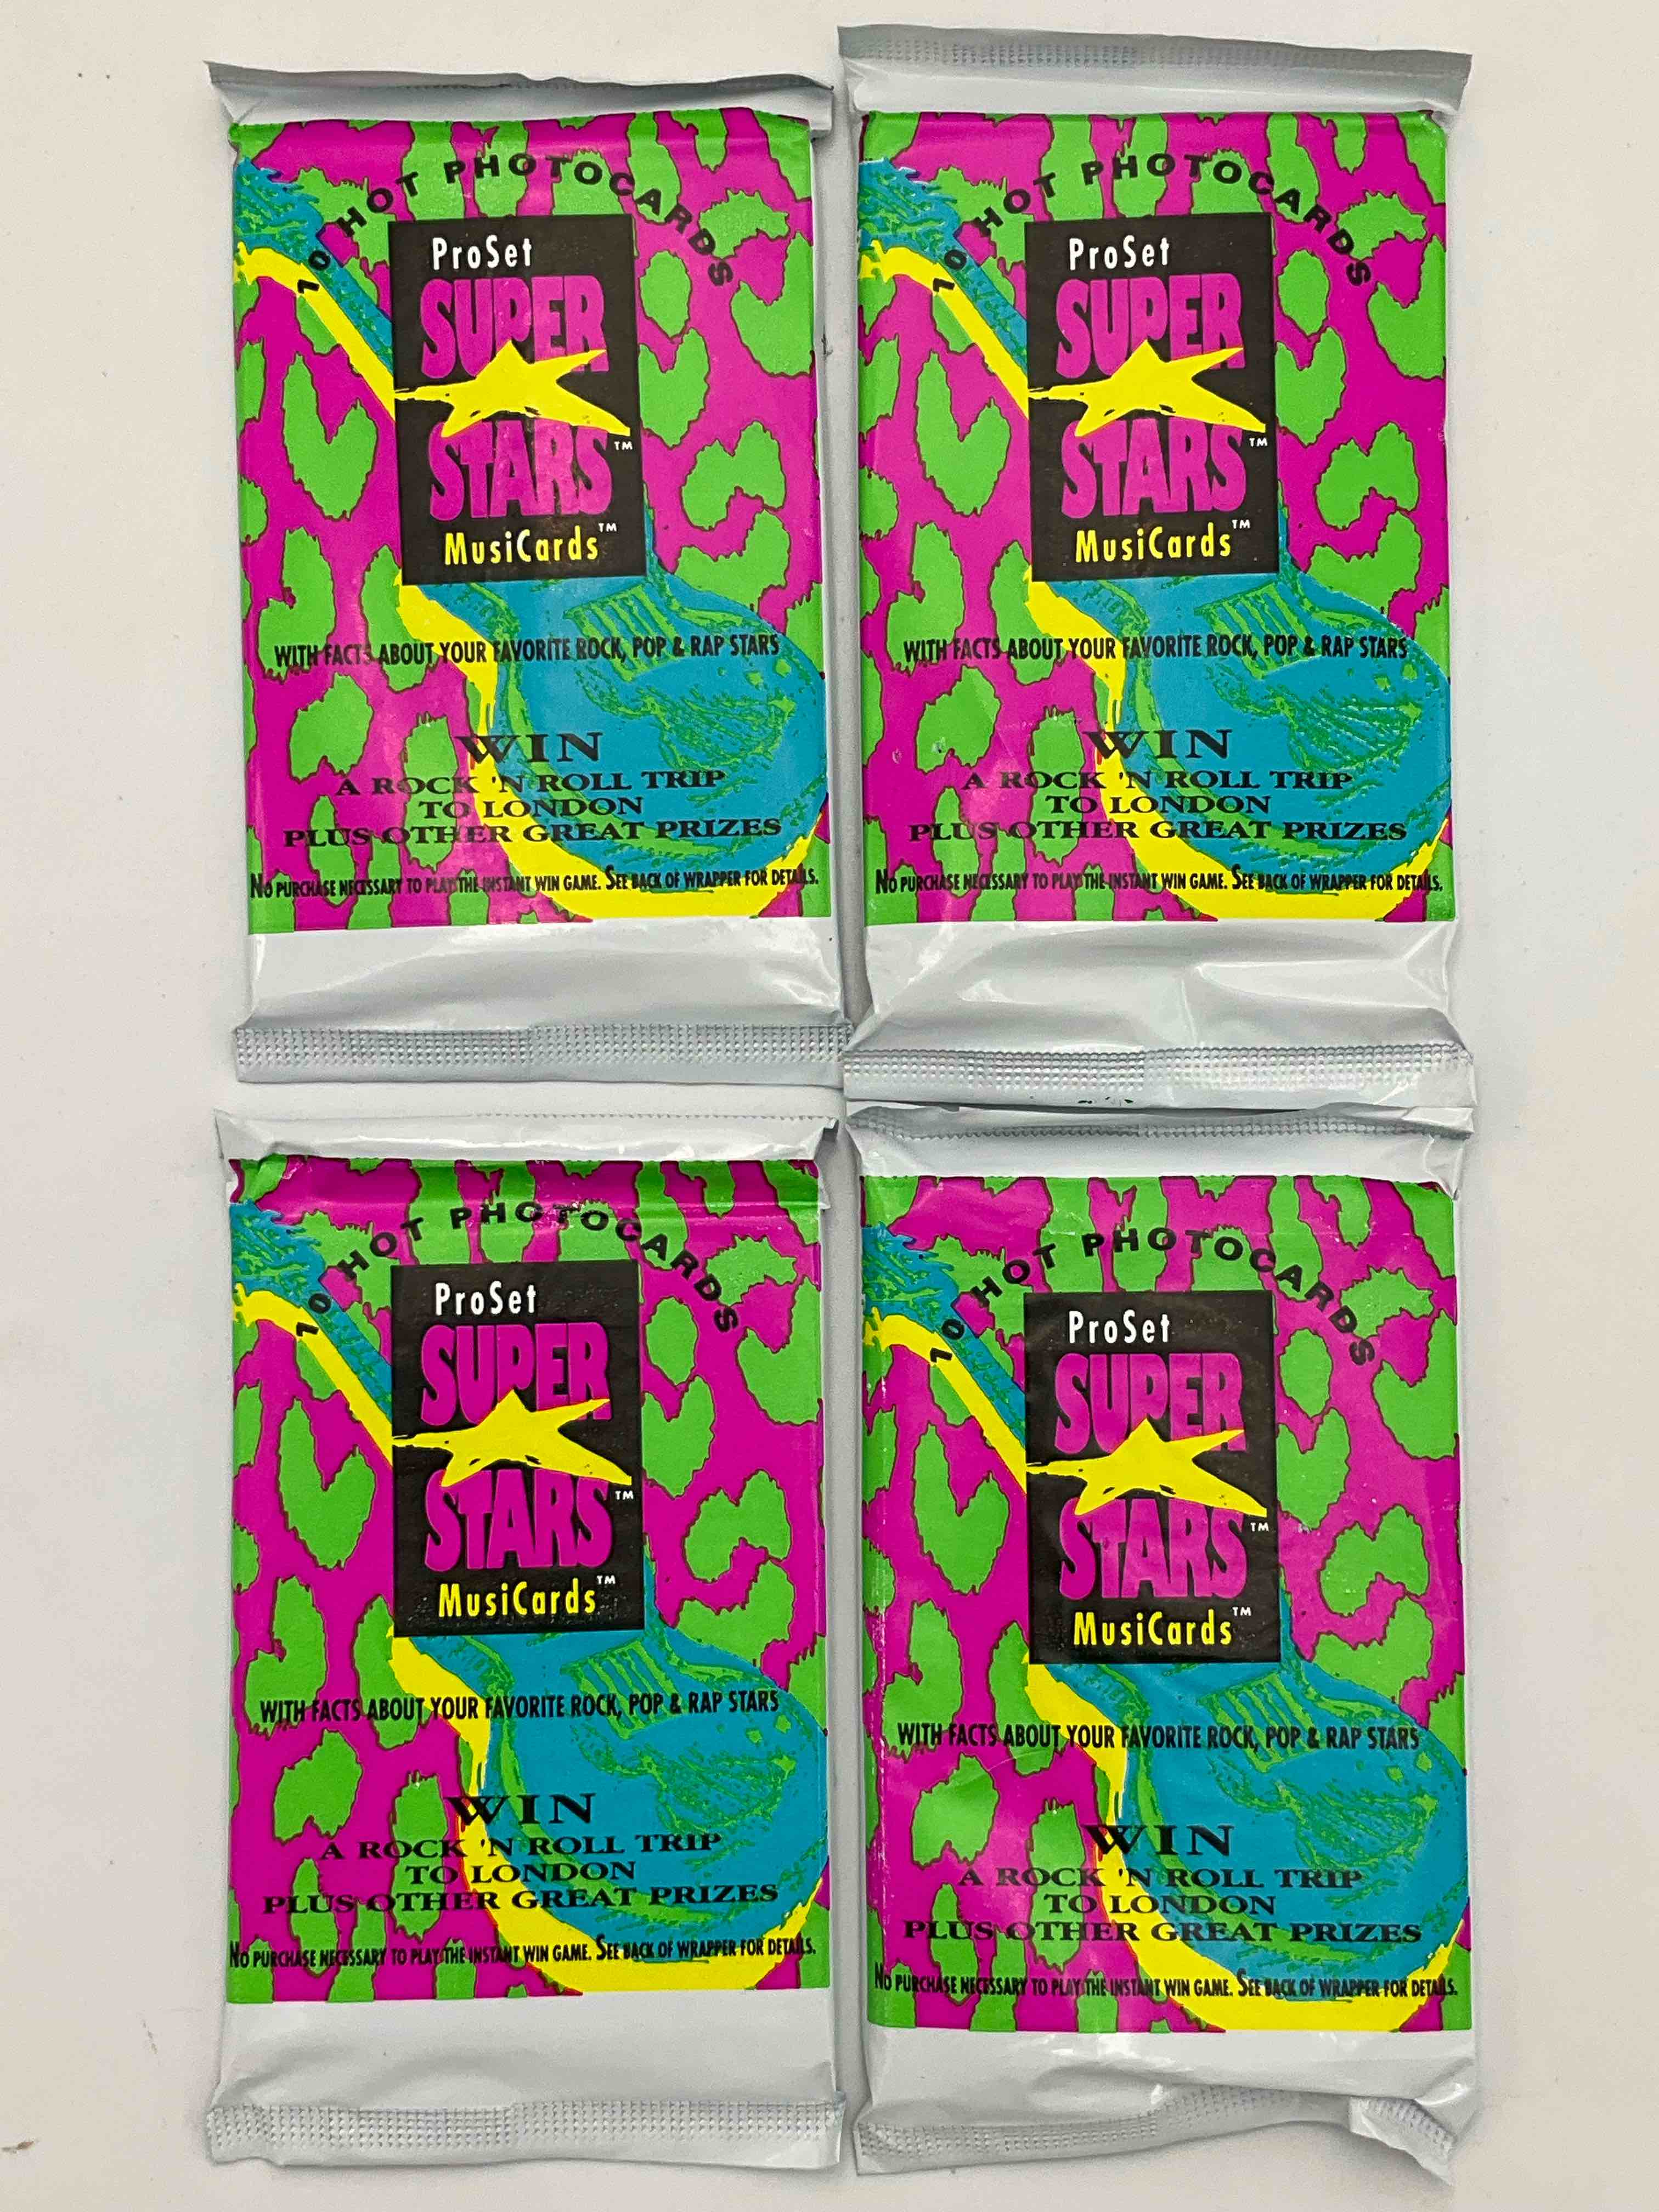 10 HOT PHOTOCARDS
ProSet
SUPER
STARS™
MusiCards™
WITH FACTS ABOUT YOUR FAVORITE ROCK, POP & RAP STARS
WIN
A ROCK 'N ROLL TRIP
TO LONDON
PLUS OTHER GREAT PRIZES
NO PURCHASE NECESSARY TO PLAY THE INSTANT WIN GAME. SEE BACK OF WRAPPER FOR DETAILS.
10 HOT PHOTOCARDS
ProSet
SUPER
STARS™
MusiCards™
WITH FACTS ABOUT YOUR FAVORITE ROCK, POP & RAP STARS
WIN
A ROCK 'N ROLL TRIP
TO LONDON
PLUS OTHER GREAT PRIZES
NO PURCHASE NECESSARY TO PLAY THE INSTANT WIN GAME. SEE BACK OF WRAPPER FOR DETAILS.
10 HOT PHOTOCARDS
ProSet
SUPER
STARS™
MusiCards™
WITH FACTS ABOUT YOUR FAVORITE ROCK, POP & RAP STARS
WIN
A ROCK 'N ROLL TRIP
TO LONDON
PLUS OTHER GREAT PRIZES
NO PURCHASE NECESSARY TO PLAY THE INSTANT WIN GAME. SEE BACK OF WRAPPER FOR DETAILS.
10 HOT PHOTOCARDS
ProSet
SUPER
STARS™
MusiCards™
WITH FACTS ABOUT YOUR FAVORITE ROCK, POP & RAP STARS
WIN
A ROCK 'N ROLL TRIP
TO LONDON
PLUS OTHER GREAT PRIZES
NO PURCHASE NECESSARY TO PLAY THE INSTANT WIN GAME. SEE BACK OF WRAPPER FOR DETAILS.